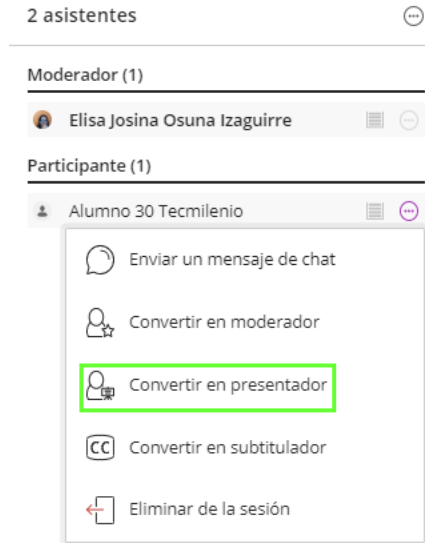 2 asistentes
Moderador (1)
Elisa Josina Osuna Izaguirre
Participante (1)
Alumno 30 Tecmilenio
Enviar un mensaje de chat
Convertir en moderador
Convertir en presentador
CC Convertir en subtitulador
Eliminar de la sesión